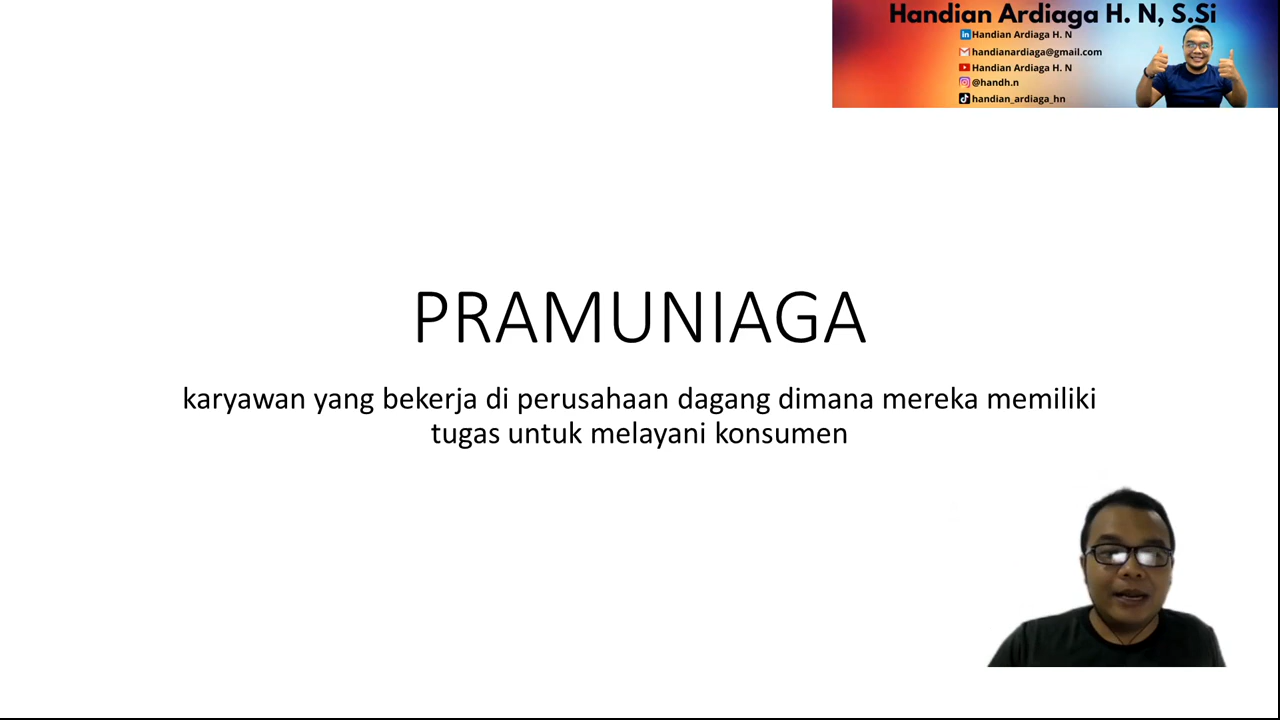 Handian Ardiaga H. N, S.Si
Handian Ardiaga H. N
handianardiaga@gmail.com
Handian Ardiaga H. N
@handh.n
handian_ardiaga_hn
PRAMUNIAGA
karyawan yang bekerja di perusahaan dagang dimana mereka memiliki
tugas untuk melayani konsumen